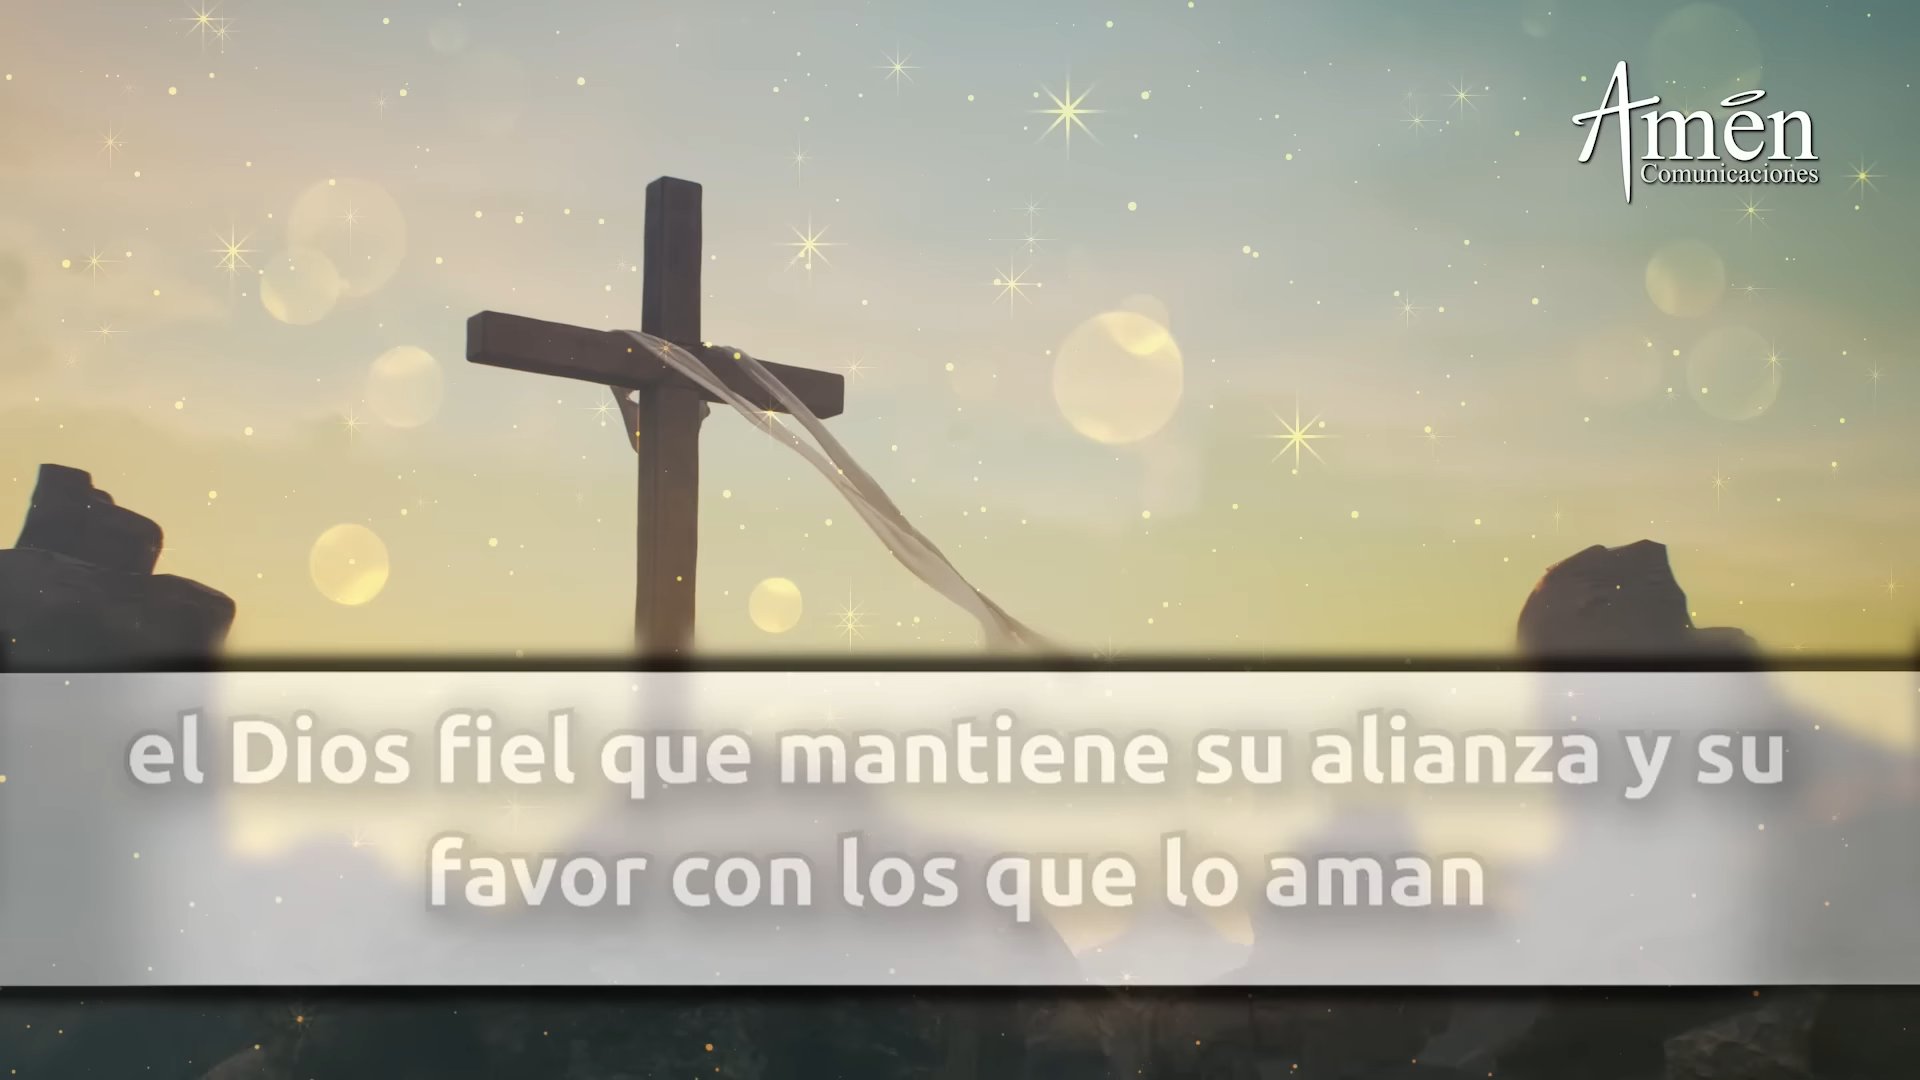 Amén
Comunicaciones
el Dios fiel que mantiene su alianza y su
favor con los que lo aman